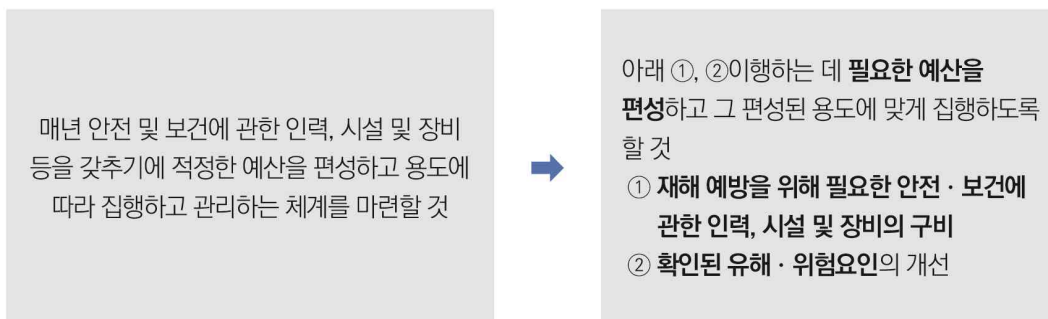 매년 안전 및 보건에 관한 인력, 시설 및 장비
등을 갖추기에 적정한 예산을 편성하고 용도에
따라 집행하고 관리하는 체계를 마련할 것
아래 ①, ②이행하는 데 필요한 예산을
편성하고 그 편성된 용도에 맞게 집행하도록
할 것
① 재해 예방을 위해 필요한 안전 · 보건에
관한 인력, 시설 및 장비의 구비
② 확인된 유해 · 위험요인의 개선